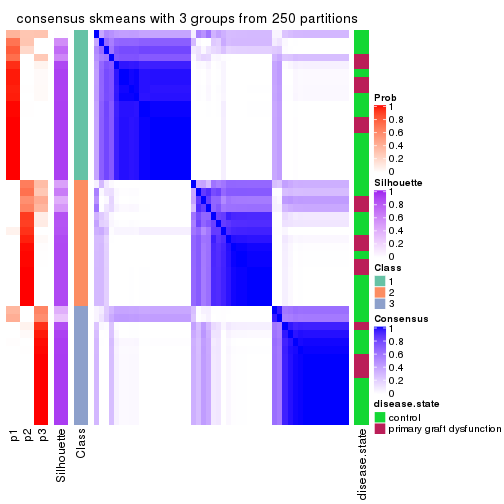 consensus skmeans with 3 groups from 250 partitions
Prob
1
0.8
0.6
0.4
0.2
0
Silhouette
1
0.8
0.6
0.4
0.2
0
Class
1
2
3
Consensus
1
0.8
0.6
0.4
0.2
0
disease.state
control
primary graft dysfunction
p1
p2
p3
Silhouette
Class
disease.state